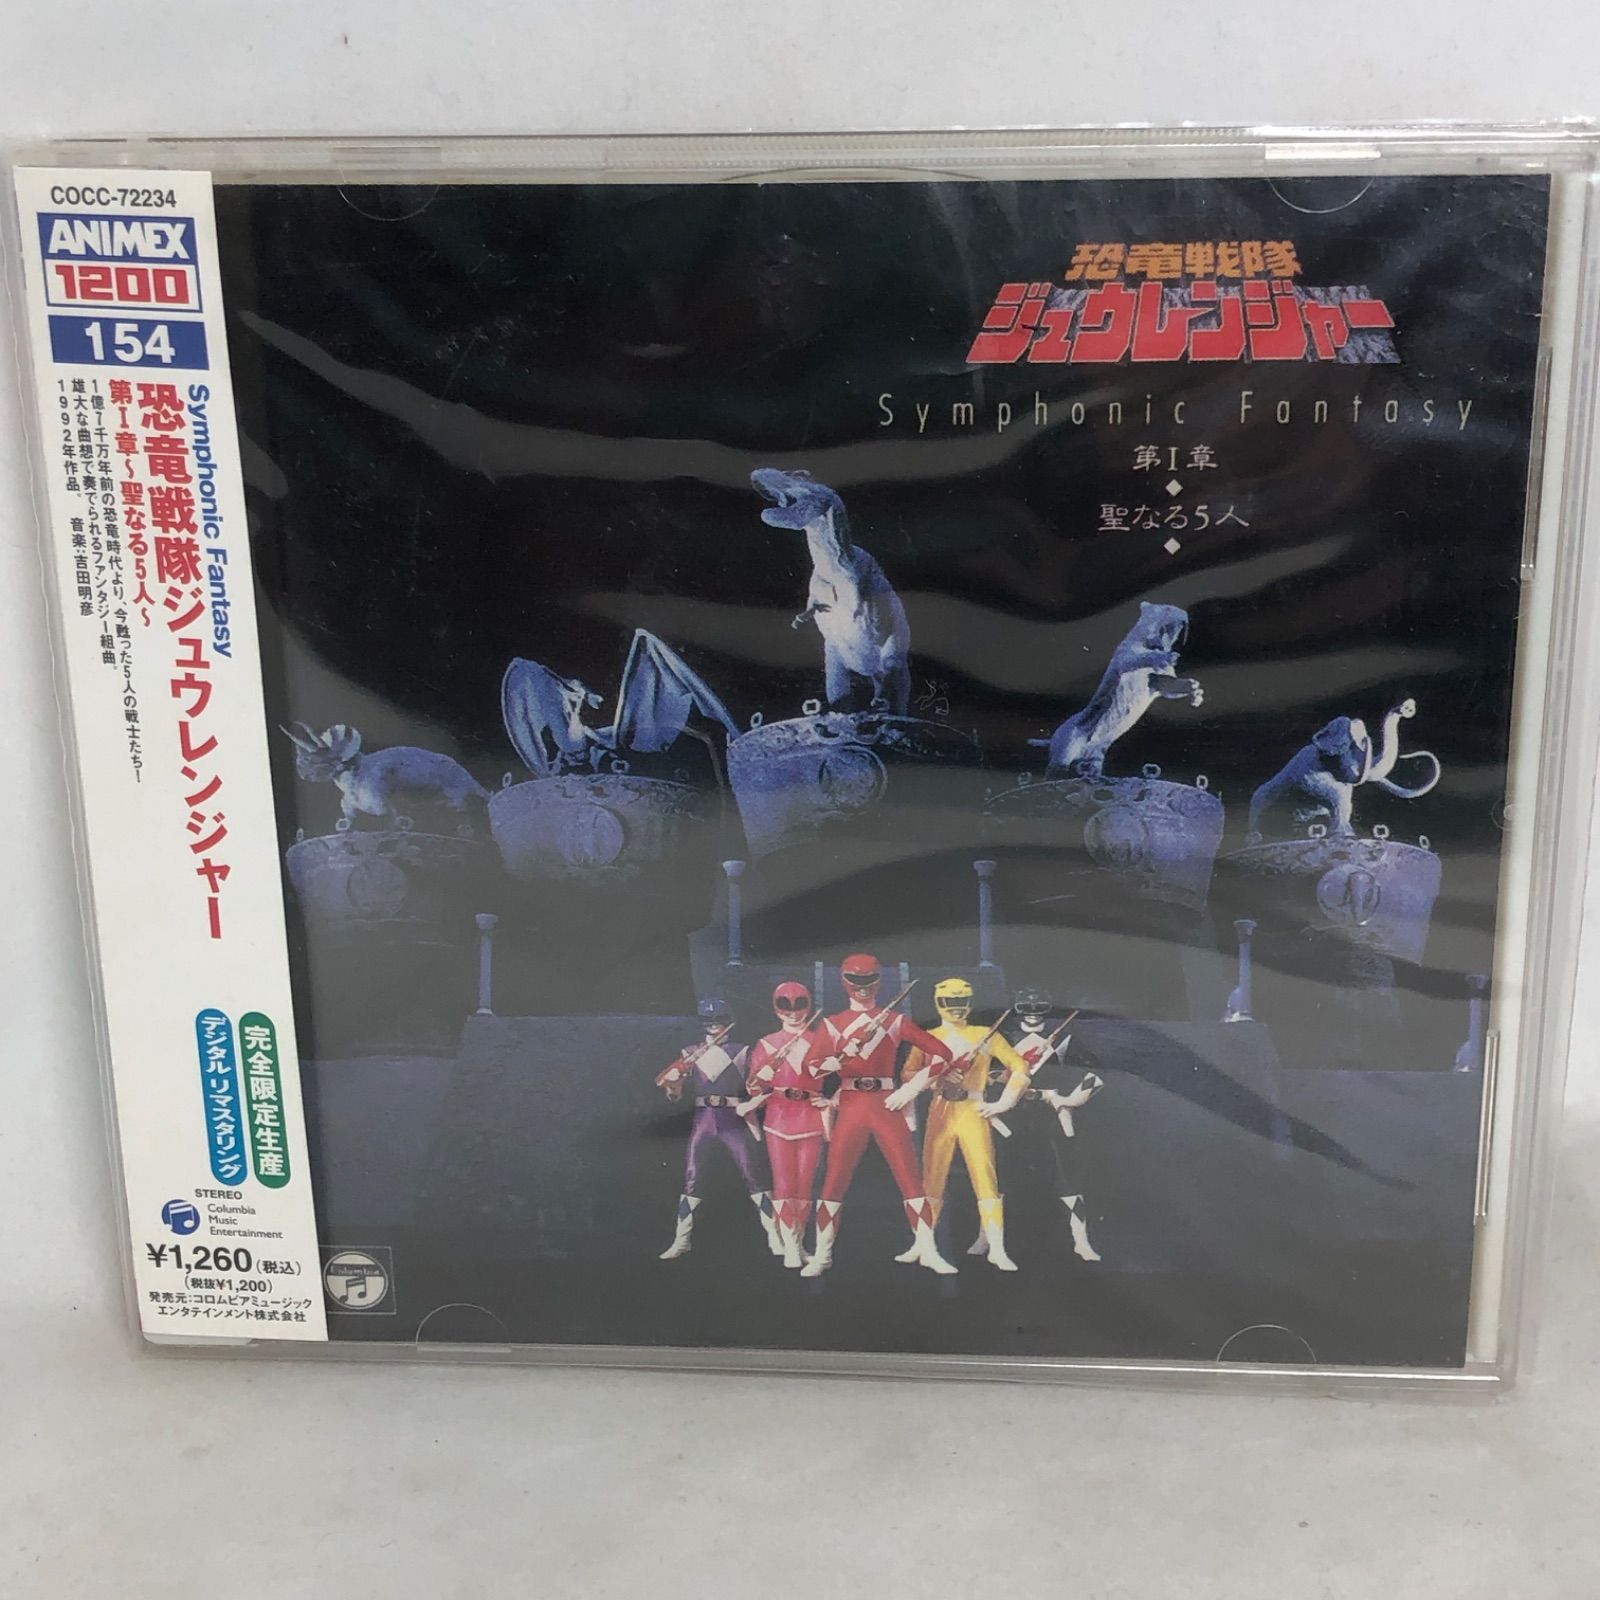 COCC-72234
ANIMEX
1200
154
Symphonic Fantasy
恐竜戦隊ジュウレンジャー
第I章～聖なる5人～
1億7千万年前の恐竜時代より、今甦った5人の戦士たち!
雄大な曲想で奏でられるファンタジー組曲。
1992年作品。 音楽:吉田明彦
完全限定生産
デジタルリマスタリング
STEREO
Columbia
Music
Entertainment
¥1,260(税込)
(税抜¥1,200)
発売元:コロムビアミュージック
エンタテインメント株式会社
恐竜戦隊
ジュウレンジャー
Symphonic Fantasy
第I章
聖なる5人
Columbia